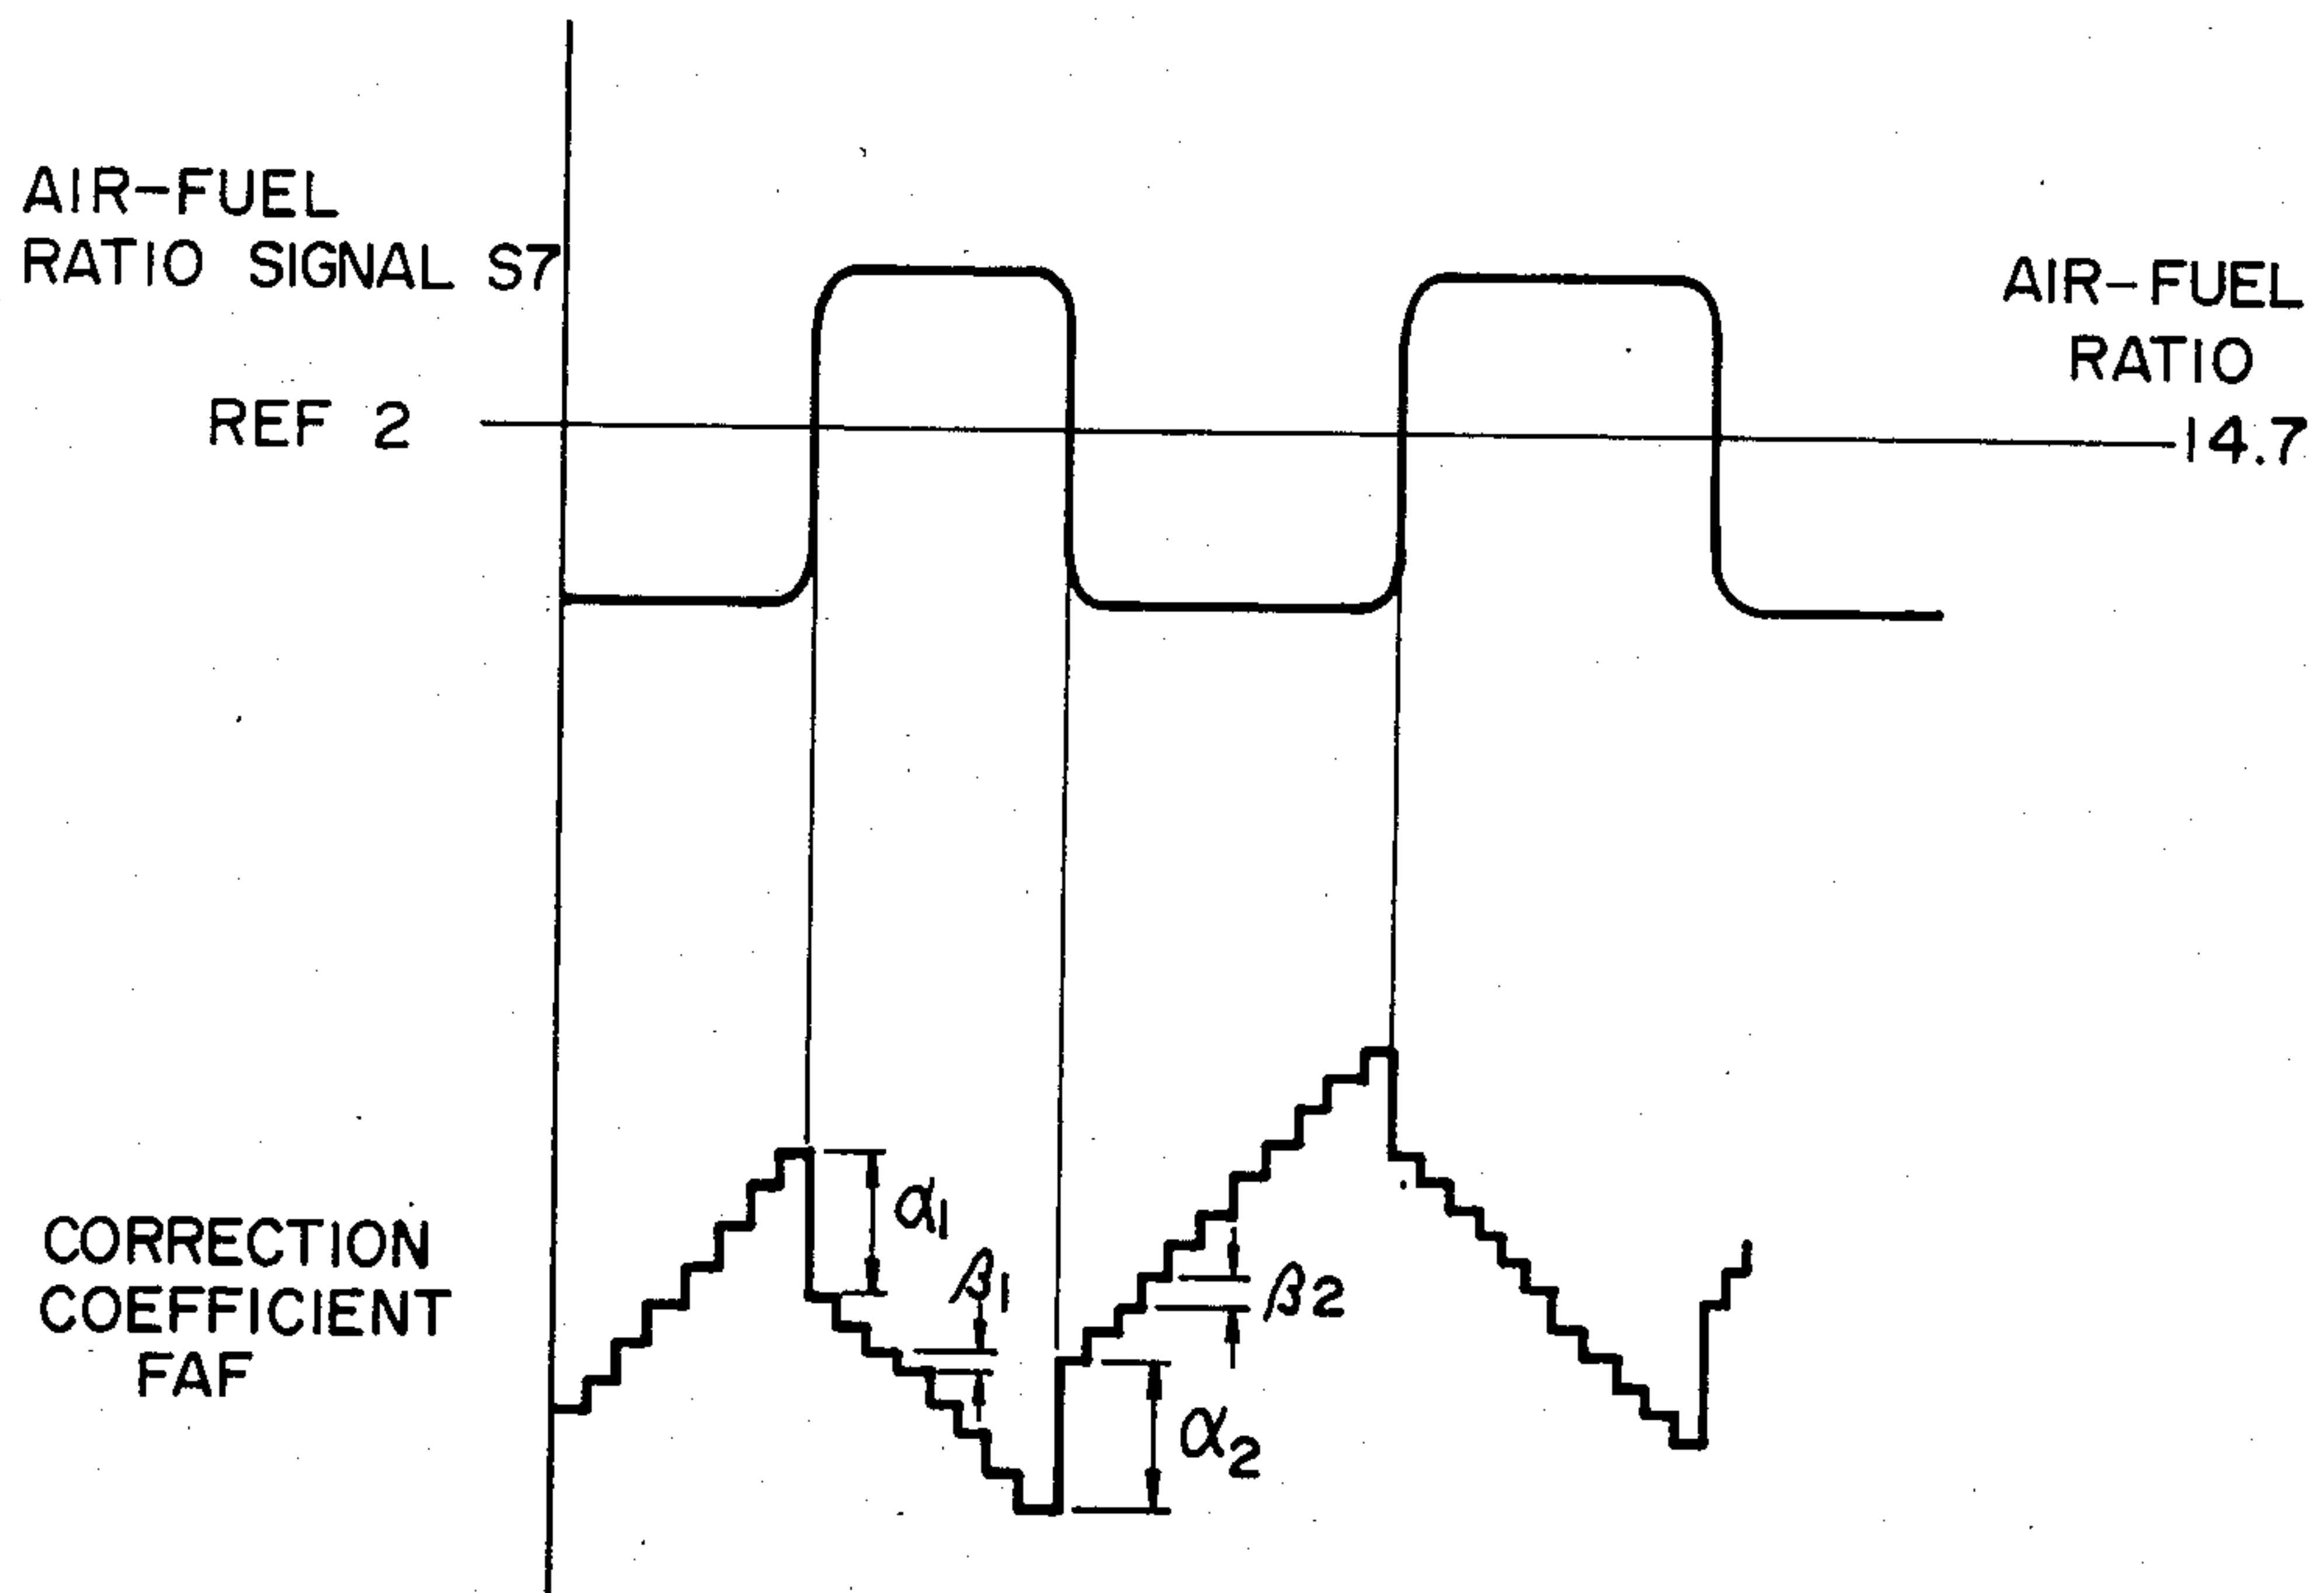 AIR-FUEL
RATIO SIGNAL S7
AIR-FUEL
RATIO
REF 2
14.7
α1
β1
β2
CORRECTION
COEFFICIENT
FAF
α2